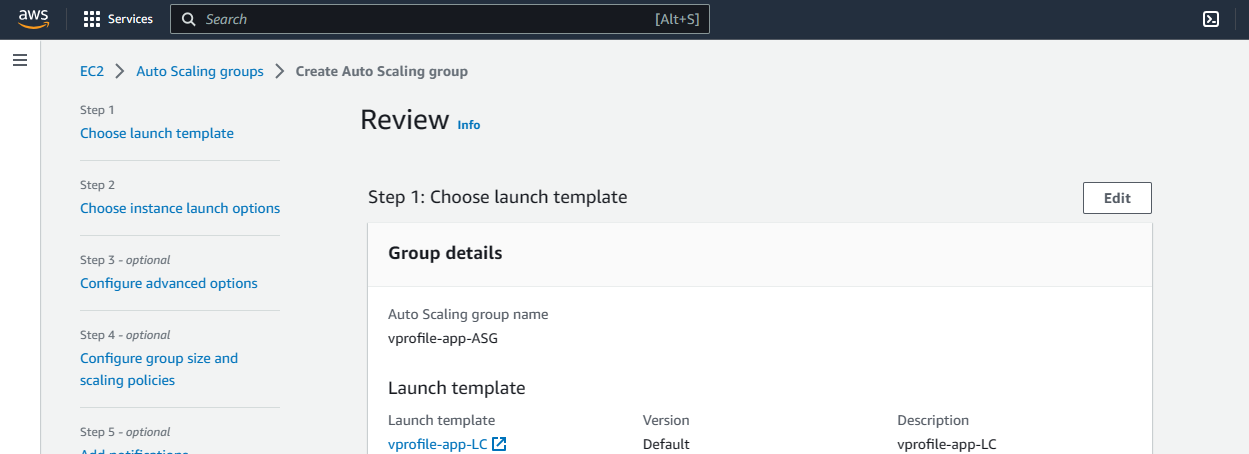 aws Services Search [Alt+S]
EC2 > Auto Scaling groups > Create Auto Scaling group
Step 1
Choose launch template
Step 2
Choose instance launch options
Step 3 - optional
Configure advanced options
Step 4 - optional
Configure group size and
scaling policies
Step 5 - optional
Add notifications
Review Info
Step 1: Choose launch template Edit
Group details
Auto Scaling group name
vprofile-app-ASG
Launch template
Launch template Version Description
vprofile-app-LC Default vprofile-app-LC